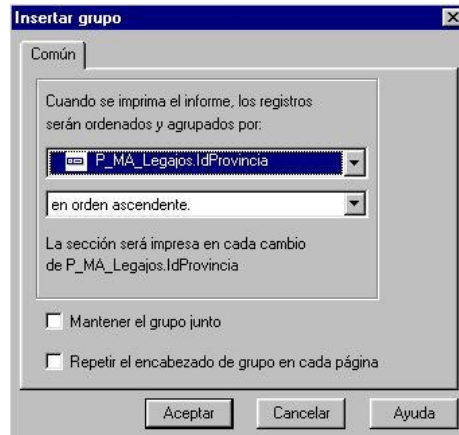 Insertar grupo
Común
Cuando se imprima el informe, los registros
serán ordenados y agrupados por:
P_MA_Legajos.IdProvincia
en orden ascendente.
La sección será impresa en cada cambio
de P_MA_Legajos.IdProvincia
Mantener el grupo junto
Repetir el encabezado de grupo en cada página
Aceptar
Cancelar
Ayuda